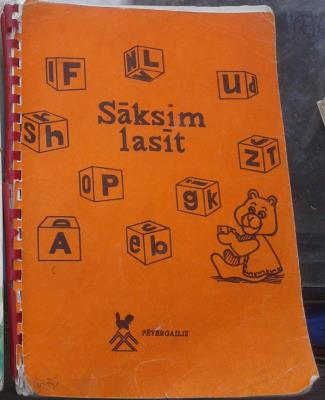 I F
N L
U d
Sāksim
lasīt
S h
Z T
O P
g k
A
e b
PĒTERGAILIS